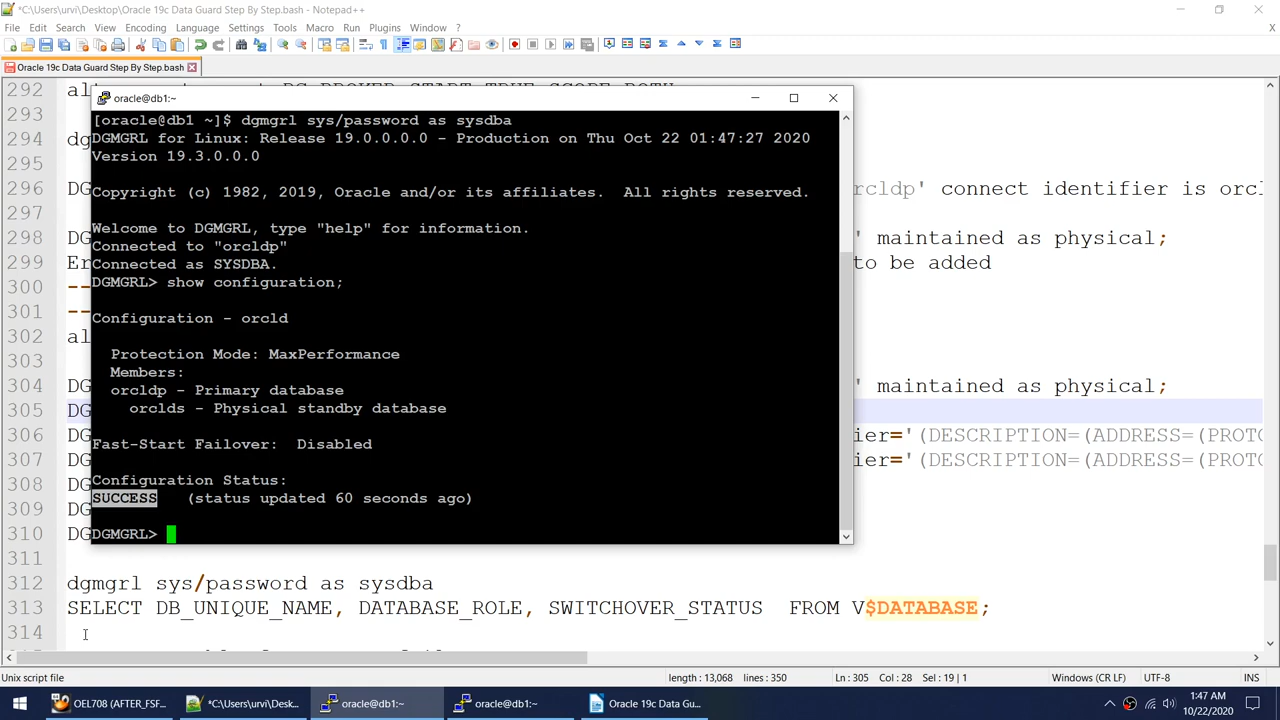 *C:\Users\urvi\Desktop\Oracle 19c Data Guard Step By Step.bash - Notepad++
File Edit Search View Encoding Language Settings Tools Macro Run Plugins Window ?
Oracle 19c Data Guard Step By Step.bash
292 al
oracle@db1:~
[oracle@db1 ~]$ dgmgrl sys/password as sysdba
293
DGMGRL for Linux: Release 19.0.0.0.0 - Production on Thu Oct 22 01:47:27 2020
294 dg
Version 19.3.0.0.0
295
296 DG
Copyright (c) 1982, 2019, Oracle and/or its affiliates. All rights reserved.
rcldp' connect identifier is orcl
297
Welcome to DGMGRL, type "help" for information.
298 DG
' maintained as physical;
Connected to "orcldp"
299 Er
Connected as SYSDBA.
to be added
300 --
DGMGRL> show configuration;
301 --
Configuration - orcld
302 al
303
Protection Mode: MaxPerformance
Members:
304 DG
orcldp - Primary database
' maintained as physical;
305 DG
orclds - Physical standby database
306 DG
Fast-Start Failover: Disabled
ier='(DESCRIPTION=(ADDRESS=(PROTO
307 DG
ier='(DESCRIPTION=(ADDRESS=(PROTO
308 DG
Configuration Status:
309 DG
SUCCESS (status updated 60 seconds ago)
310 DG
DGMGRL>
311
312 dgmgrl sys/password as sysdba
313 SELECT DB_UNIQUE_NAME, DATABASE_ROLE, SWITCHOVER_STATUS FROM V$DATABASE;
314
Unix script file length : 13,068 lines : 350 Ln : 305 Col : 28 Sel : 19 | 1 Windows (CR LF) UTF-8 INS
OEL708 (AFTER_FSF... *C:\Users\urvi\Desk... oracle@db1:~ oracle@db1:~ Oracle 19c Data Gu... 1:47 AM
10/22/2020